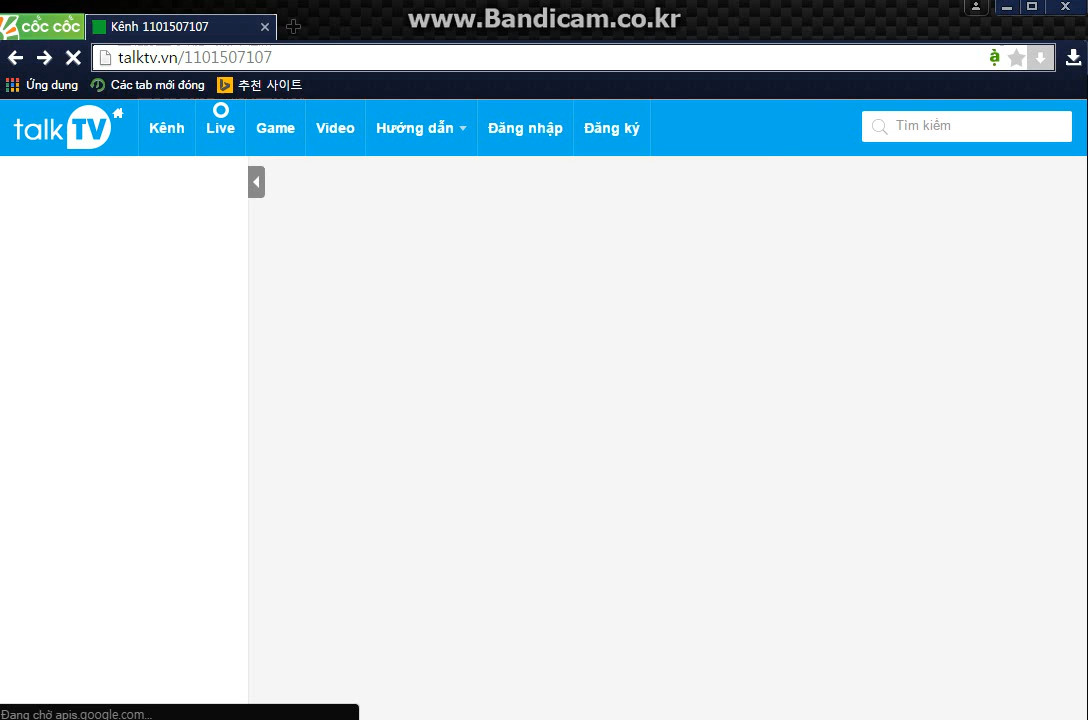 www.Bandicam.co.kr
cốc cốc Kênh 1101507107
talktv.vn/1101507107 ạ
Ứng dụng Các tab mới đóng 추천 사이트
talkTV Kênh Live Game Video Hướng dẫn Đăng nhập Đăng ký Tìm kiếm
Đang chờ apis.google.com...